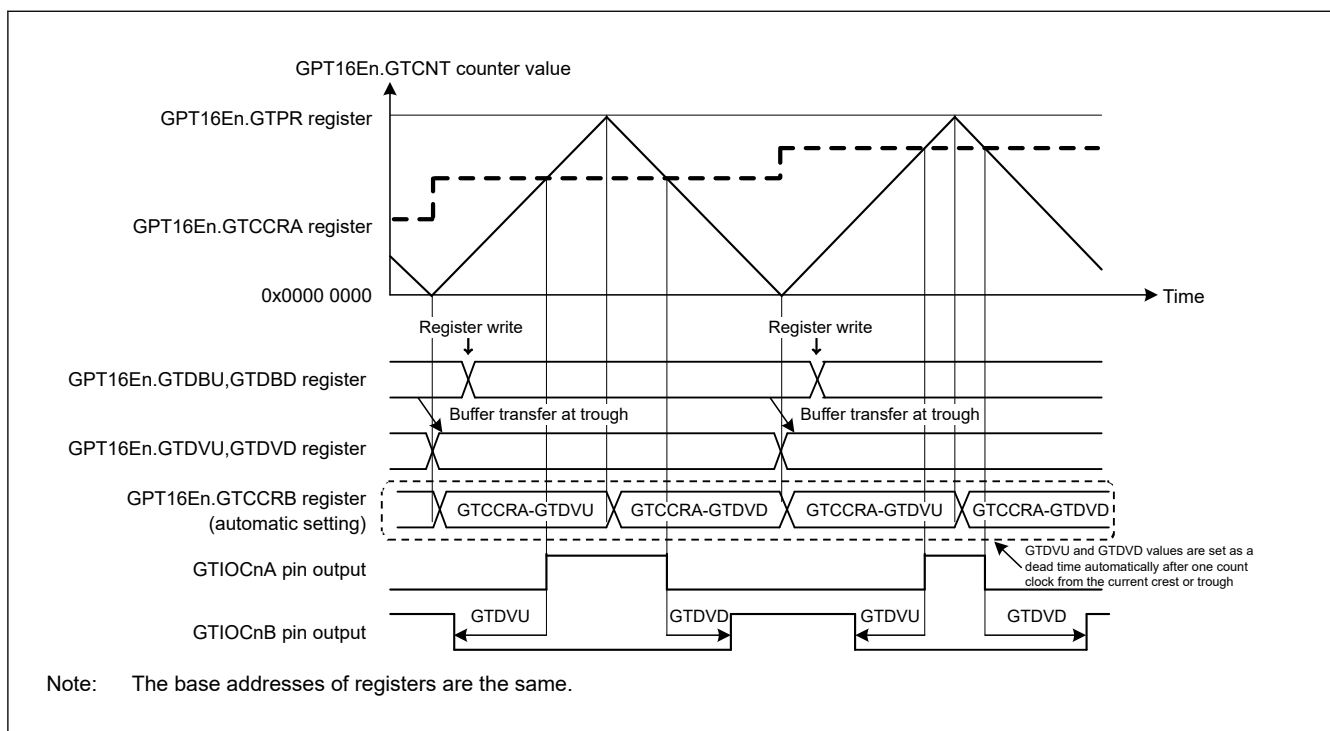 GPT16En.GTCNT counter value
GPT16En.GTPR register
GPT16En.GTCCRA register
0x0000 0000
Time
Register write
Register write
GPT16En.GTDBU,GTDBD register
Buffer transfer at trough
Buffer transfer at trough
GPT16En.GTDVU,GTDVD register
GPT16En.GTCCRB register
(automatic setting)
GTCCRA-GTDVU
GTCCRA-GTDVD
GTCCRA-GTDVU
GTCCRA-GTDVD
GTDVU and GTDVD values are set as a
dead time automatically after one count
clock from the current crest or trough
GTIOCnA pin output
GTDVU
GTDVD
GTDVU
GTDVD
GTIOCnB pin output
Note: The base addresses of registers are the same.